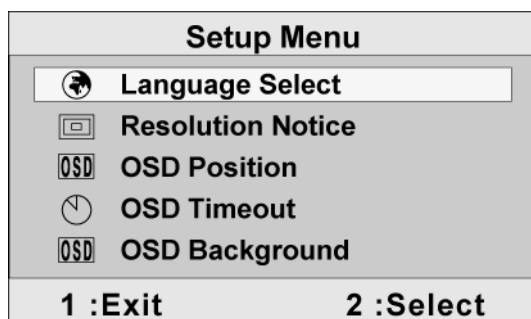 Setup Menu
Language Select
Resolution Notice
OSD OSD Position
OSD Timeout
OSD OSD Background
1 :Exit 2 :Select